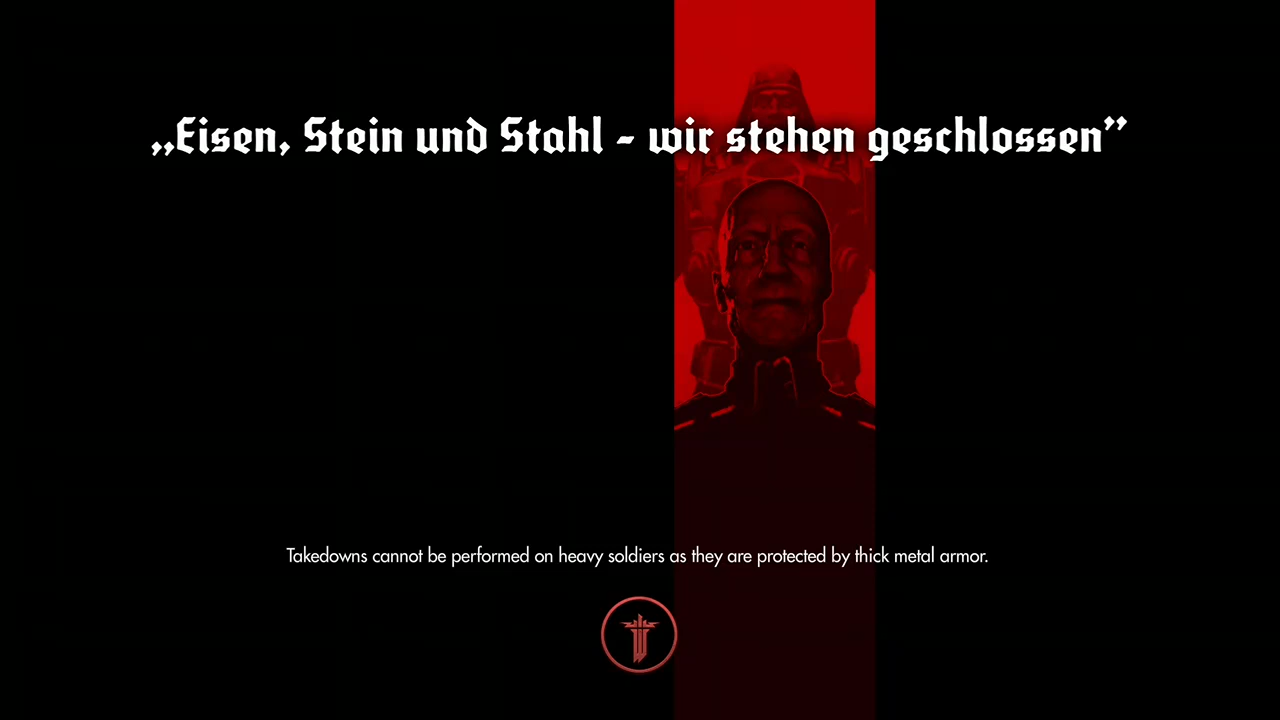 „Eisen, Stein und Stahl - wir stehen geschlossen”
Takedowns cannot be performed on heavy soldiers as they are protected by thick metal armor.